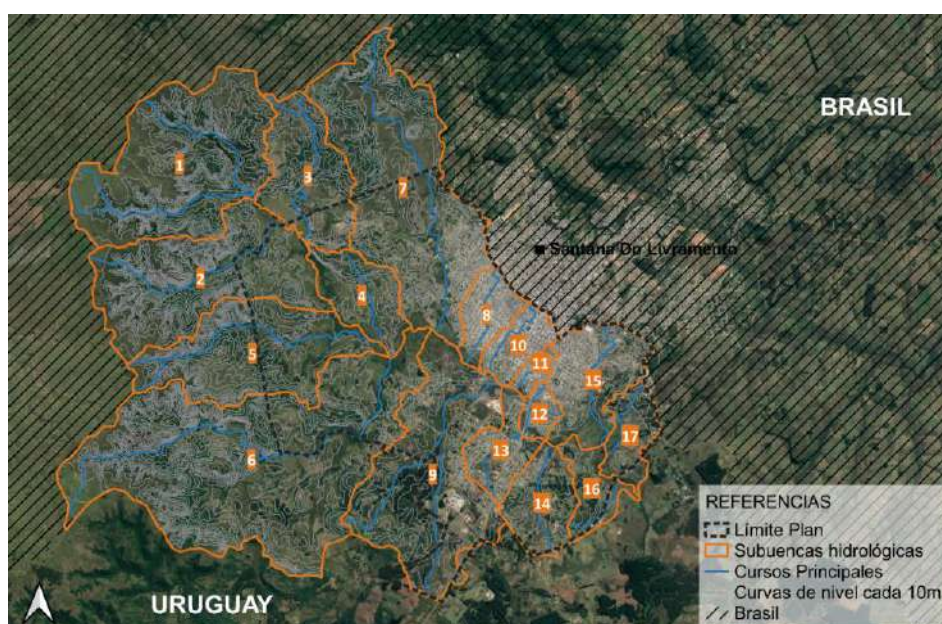 BRASIL
1
3
7
Santana Do Livramento
2
4
8
10
5
11
15
12
17
13
6
9
16
14
REFERENCIAS
Límite Plan
Subuencas hidrológicas
Cursos Principales
Curvas de nivel cada 10m
Brasil
URUGUAY